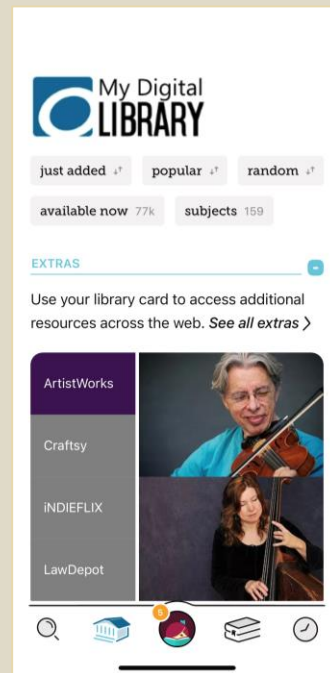 My Digital
LIBRARY
just added
popular
random
available now 77k
subjects 159
EXTRAS
Use your library card to access additional
resources across the web. See all extras
ArtistWorks
Craftsy
iNDIEFLIX
LawDepot
5